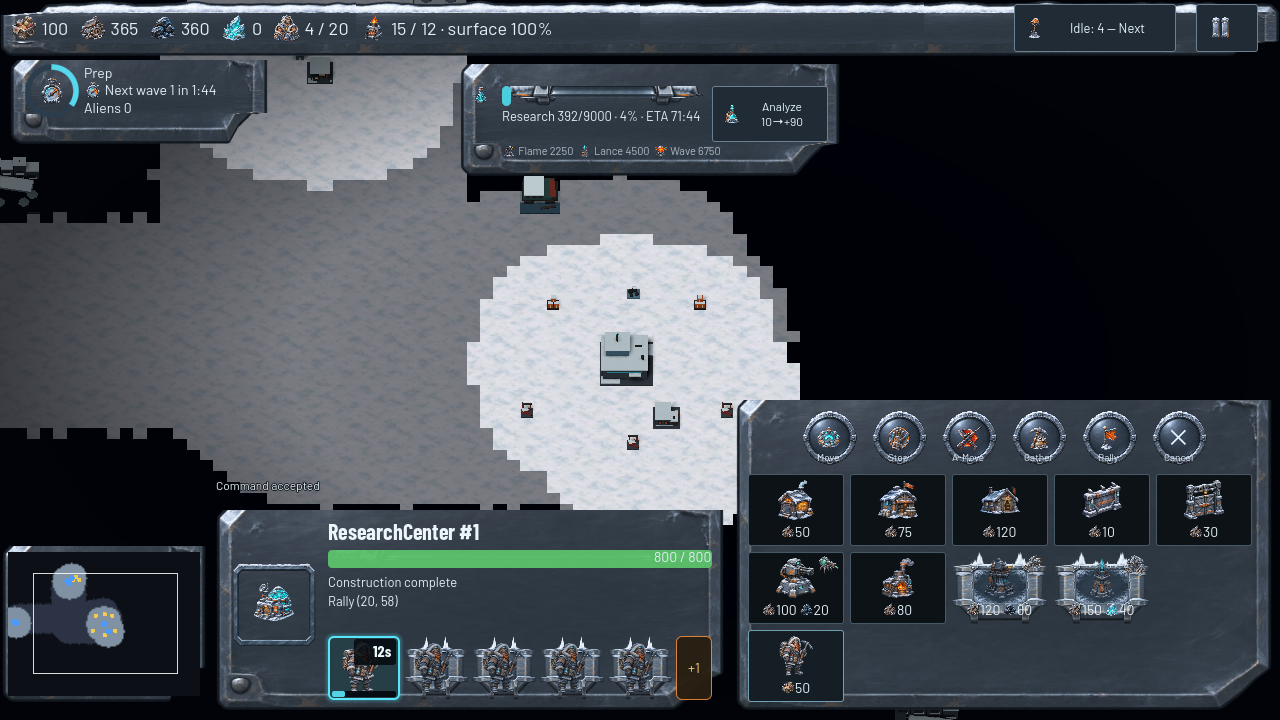 100
365
360
0
4 / 20
15 / 12 · surface 100%
Idle: 4 — Next
Prep
Next wave 1 in 1:44
Aliens 0
Research 392/9000 · 4% · ETA 71:44
Flame 2250
Lance 4500
Wave 6750
Analyze
10→+90
Command accepted
Move
Stop
A-Move
Gather
Rally
Cancel
50
75
120
10
30
100
20
80
120
80
150
40
50
ResearchCenter #1
800 / 800
Construction complete
Rally (20, 58)
12s
+1